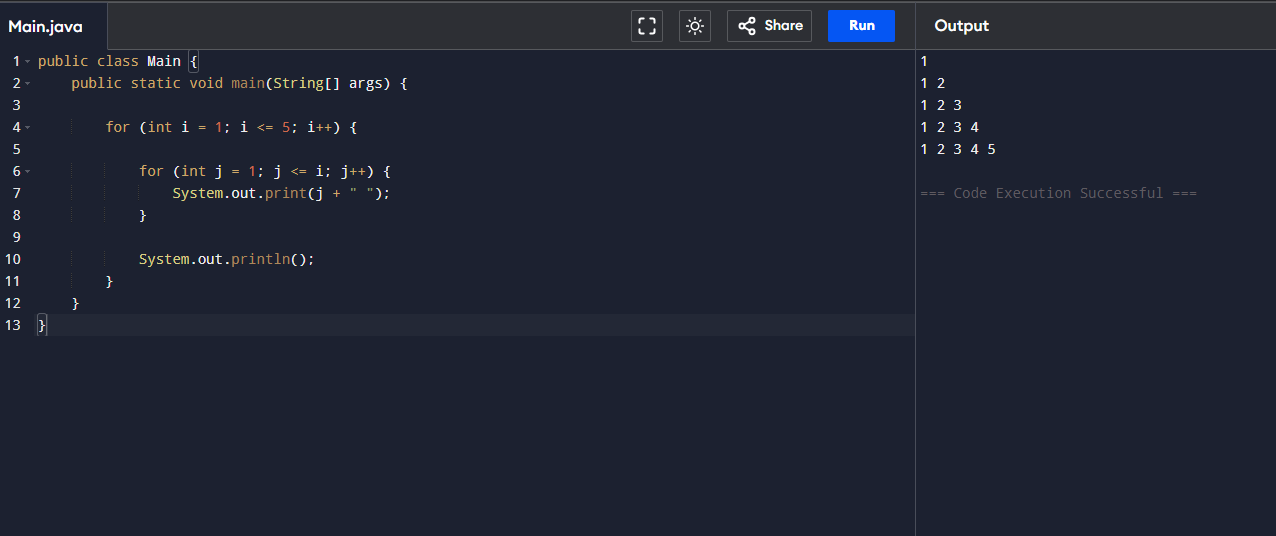 Main.java
Share
Run
Output
1 public class Main {
2     public static void main(String[] args) {
3
4         for (int i = 1; i <= 5; i++) {
5
6             for (int j = 1; j <= i; j++) {
7                 System.out.print(j + " ");
8             }
9
10             System.out.println();
11         }
12     }
13 }
1
1 2
1 2 3
1 2 3 4
1 2 3 4 5
=== Code Execution Successful ===